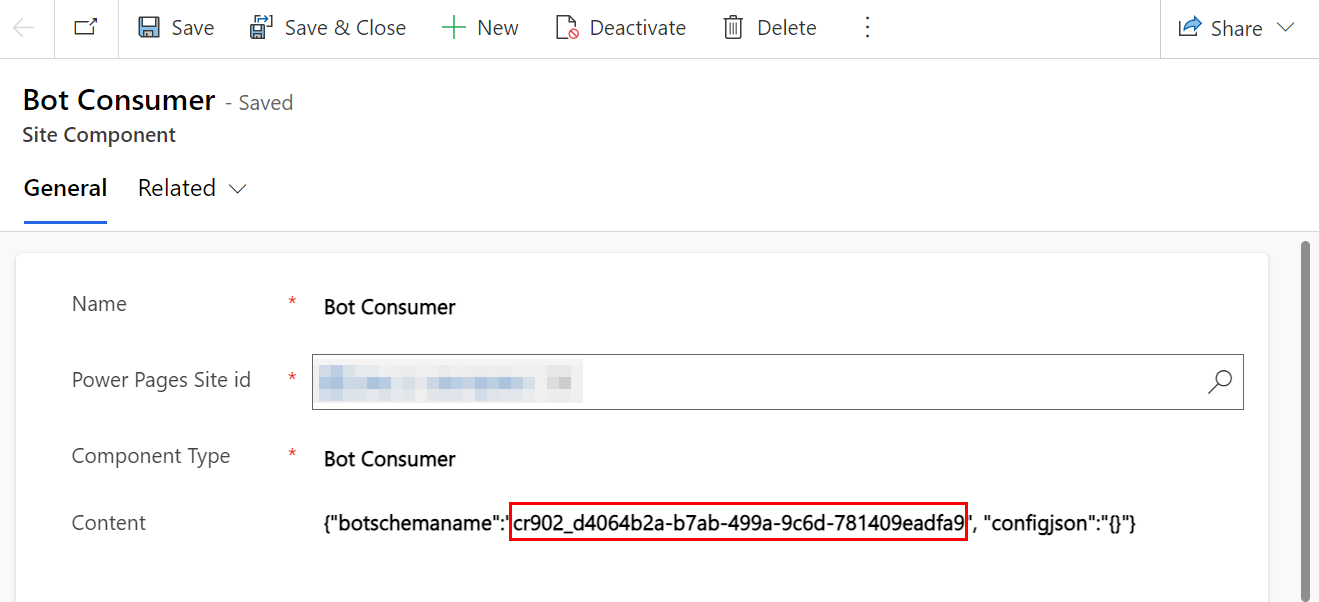 Save Save & Close New Deactivate Delete Share
Bot Consumer - Saved
Site Component
General Related
Name * Bot Consumer
Power Pages Site id *
Component Type * Bot Consumer
Content {"botschemaname":"cr902_d4064b2a-b7ab-499a-9c6d-781409eadfa9", "configjson":"{}"}